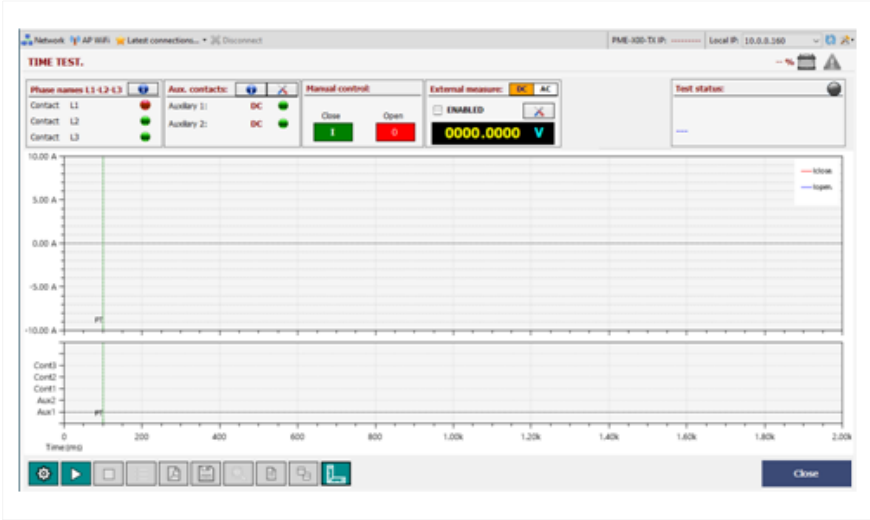 Network AP WiFi Latest connections... Disconnect PME-300-TX IP: --------- Local IP: 10.0.0.160
TIME TEST. -- %
Phase names L1-L2-L3
Contact L1
Contact L2
Contact L3
Aux. contacts:
Auxiliary 1: DC
Auxiliary 2: DC
Manual control:
Close Open
I 0
External measure: DC AC
ENABLED
0000.0000 V
Test status:
---
10.00 A
5.00 A
0.00 A
-5.00 A
-10.00 A
PT
Iclose.
Iopen.
Cont3
Cont2
Cont1
Aux2
Aux1
PT
0 200 400 600 800 1.00k 1.20k 1.40k 1.60k 1.80k 2.00k
Time(ms)
Close